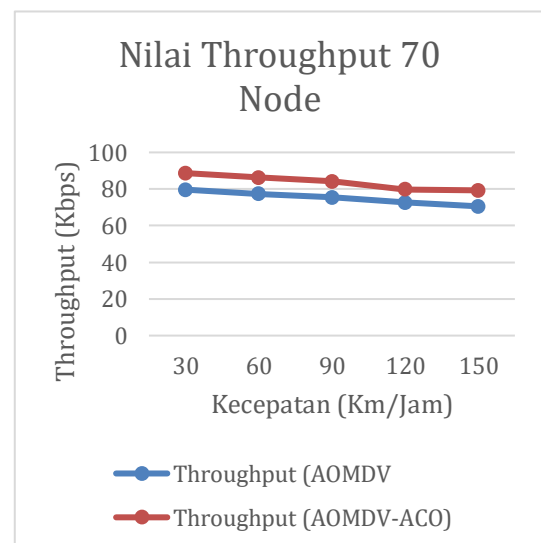 Nilai Throughput 70
Node
Throughput (Kbps)
100
80
60
40
20
0
30 60 90 120 150
Kecepatan (Km/Jam)
Throughput (AOMDV
Throughput (AOMDV-ACO)